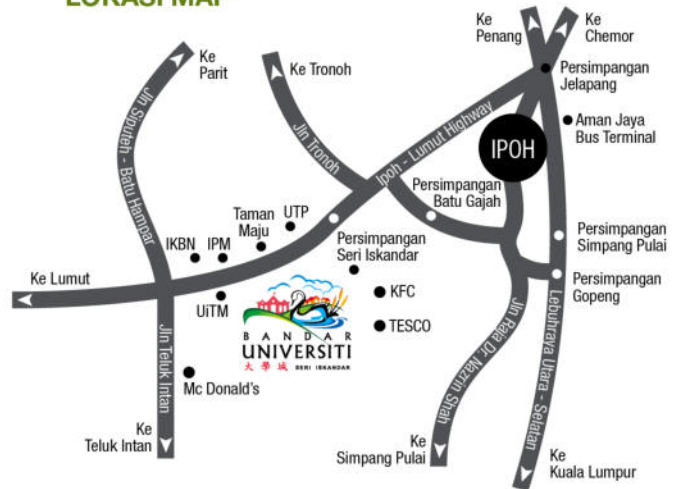 LOKASI MAP
Ke
Penang
Ke
Chemor
Ke
Parit
Ke Tronoh
Persimpangan
Jelapang
Jln Siputeh - Batu Hampar
Jln Tronoh
Ipoh - Lumut Highway
Aman Jaya
Bus Terminal
IPOH
Persimpangan
Batu Gajah
Taman
Maju
UTP
IKBN
IPM
Persimpangan
Seri Iskandar
Persimpangan
Simpang Pulai
Ke Lumut
UiTM
KFC
Persimpangan
Gopeng
BANDAR
UNIVERSITI
大學城 SERI ISKANDAR
TESCO
Jln Teluk Intan
Jln Raja Dr. Nazrin Shah
Lebuhraya Utara - Selatan
Mc Donald's
Ke
Teluk Intan
Ke
Simpang Pulai
Ke
Kuala Lumpur